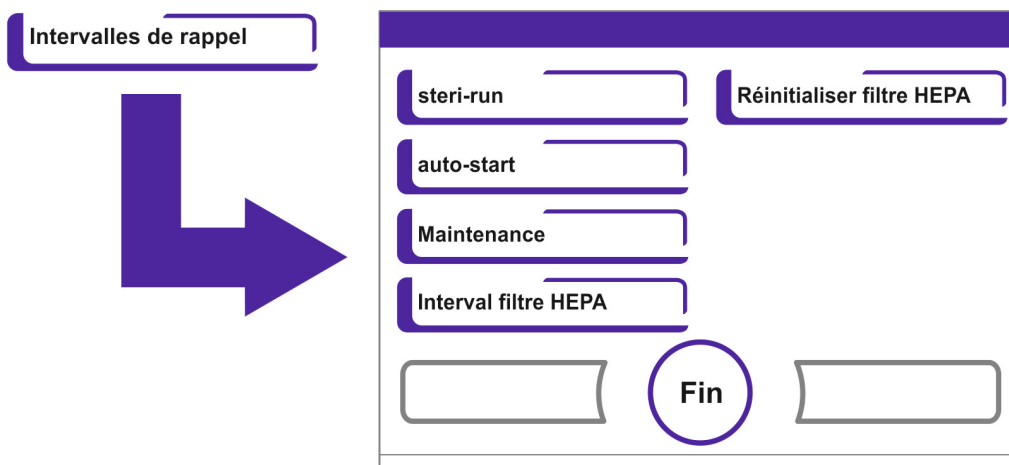 Intervalles de rappel
steri-run
Réinitialiser filtre HEPA
auto-start
Maintenance
Interval filtre HEPA
Fin